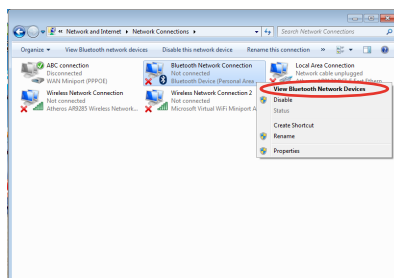 Network and Internet ▸ Network Connections ▸
Search Network Connections
Organize
View Bluetooth network devices
Disable this network device
Rename this connection
»
ABC connection
Disconnected
WAN Miniport (PPPOE)
Bluetooth Network Connection
Not connected
Bluetooth Device (Personal Area
Local Area Connection
Network cable unplugged
Wireless Network Connection
Not connected
Atheros AR9285 Wireless Network...
Wireless Network Connection 2
Not connected
Microsoft Virtual WiFi Miniport A
View Bluetooth Network Devices
Disable
Status
Create Shortcut
Rename
Properties